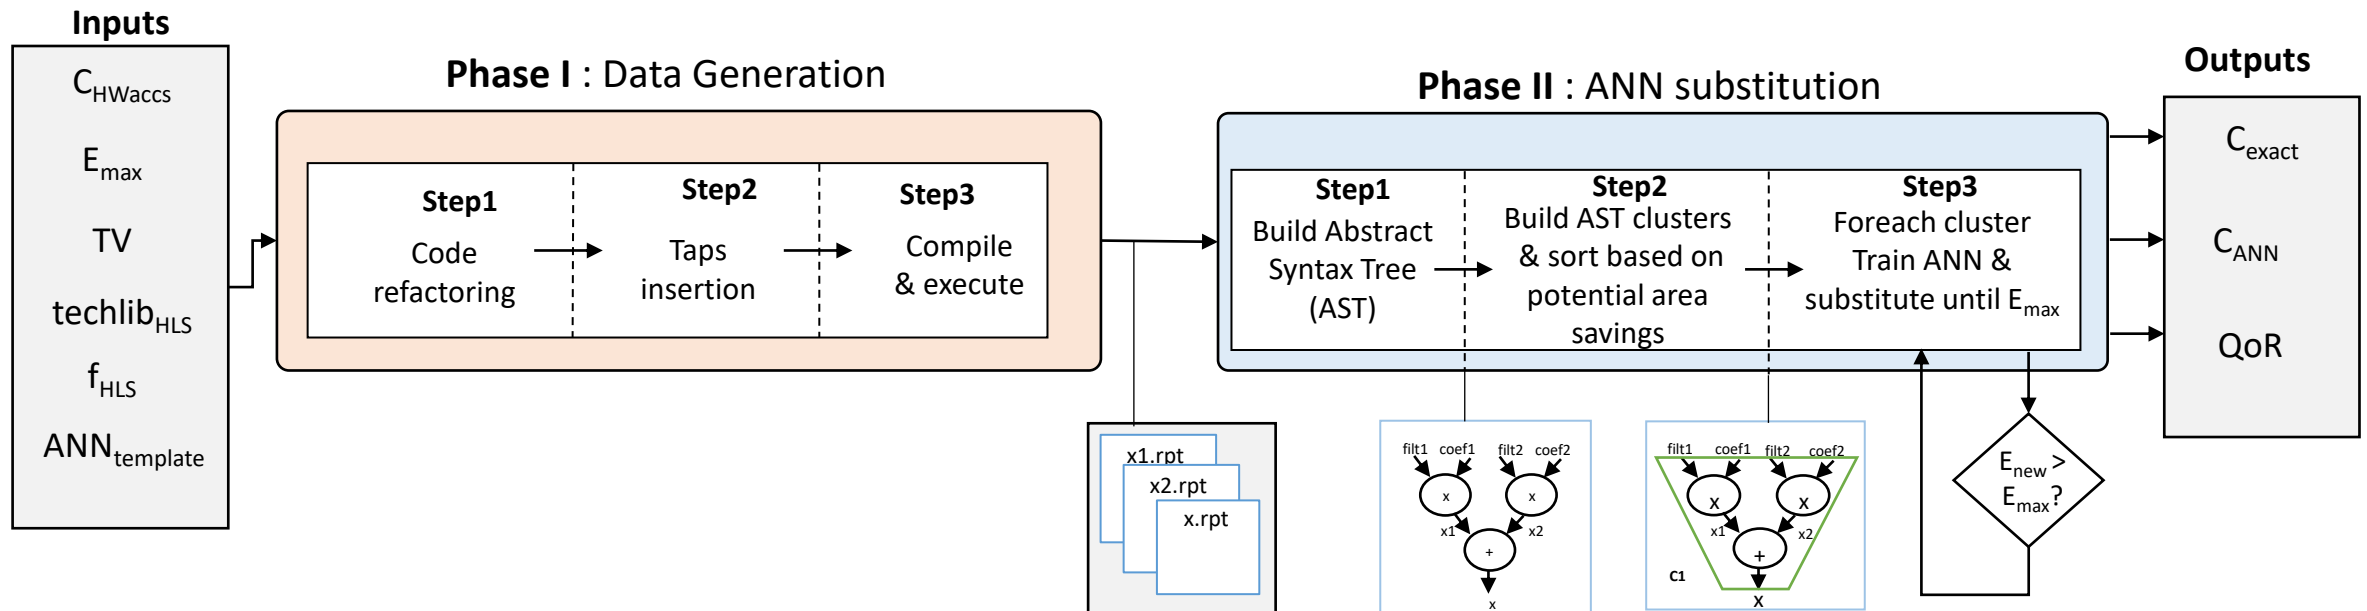 Inputs
C_HWaccs
E_max
TV
techlib_HLS
f_HLS
ANN_template
Phase I : Data Generation
Step1
Code
refactoring
Step2
Taps
insertion
Step3
Compile
& execute
x1.rpt
x2.rpt
x.rpt
Phase II : ANN substitution
Step1
Build Abstract
Syntax Tree
(AST)
Step2
Build AST clusters
& sort based on
potential area
savings
Step3
Foreach cluster
Train ANN &
substitute until E_max
filt1 coef1 filt2 coef2
x x
x1 x2
+
x
filt1 coef1 filt2 coef2
X X
x1 x2
+
C1
X
E_new >
E_max?
Outputs
C_exact
C_ANN
QoR